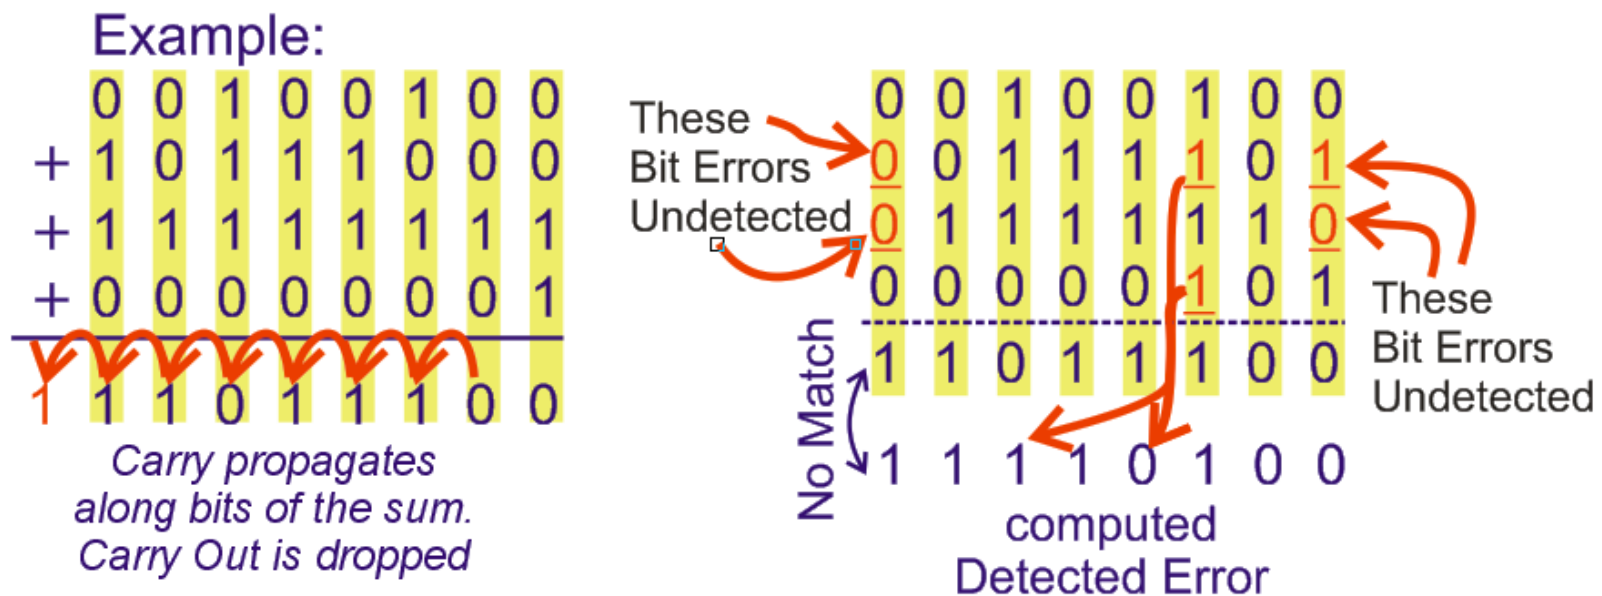 Example:
0 0 1 0 0 1 0 0
+ 1 0 1 1 1 0 0 0
+ 1 1 1 1 1 1 1 1
+ 0 0 0 0 0 0 0 1
1 1 1 0 1 1 1 0 0
Carry propagates
along bits of the sum.
Carry Out is dropped
These
Bit Errors
Undetected
0 0 1 0 0 1 0 0
0 0 1 1 1 1 0 1
0 1 1 1 1 1 1 0
0 0 0 0 0 1 0 1
1 1 0 1 1 1 0 0
No Match
1 1 1 1 0 1 0 0
computed
Detected Error
These
Bit Errors
Undetected